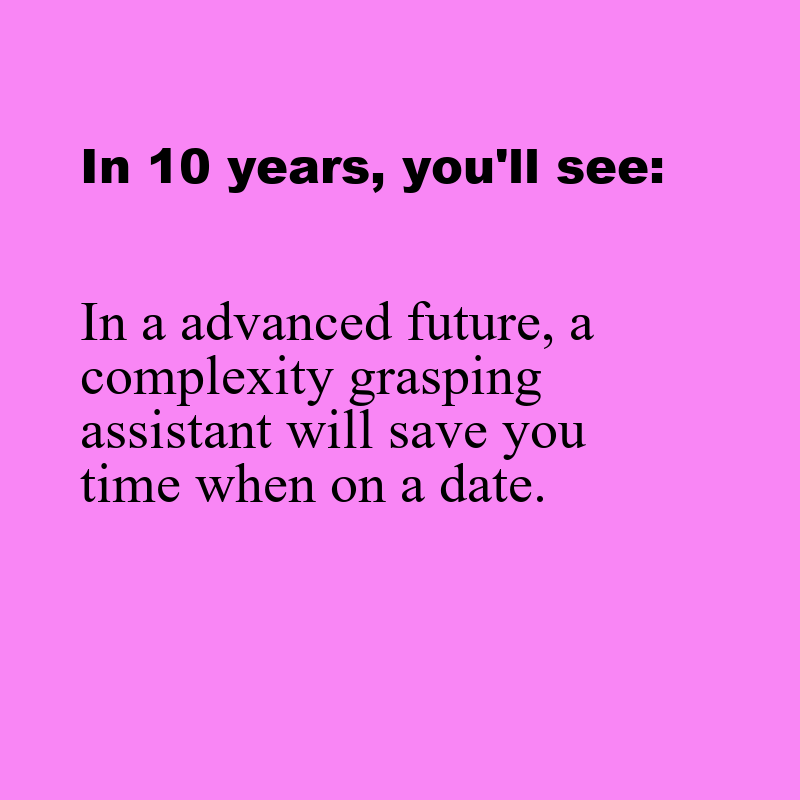 In 10 years, you'll see:
In a advanced future, a
complexity grasping
assistant will save you
time when on a date.